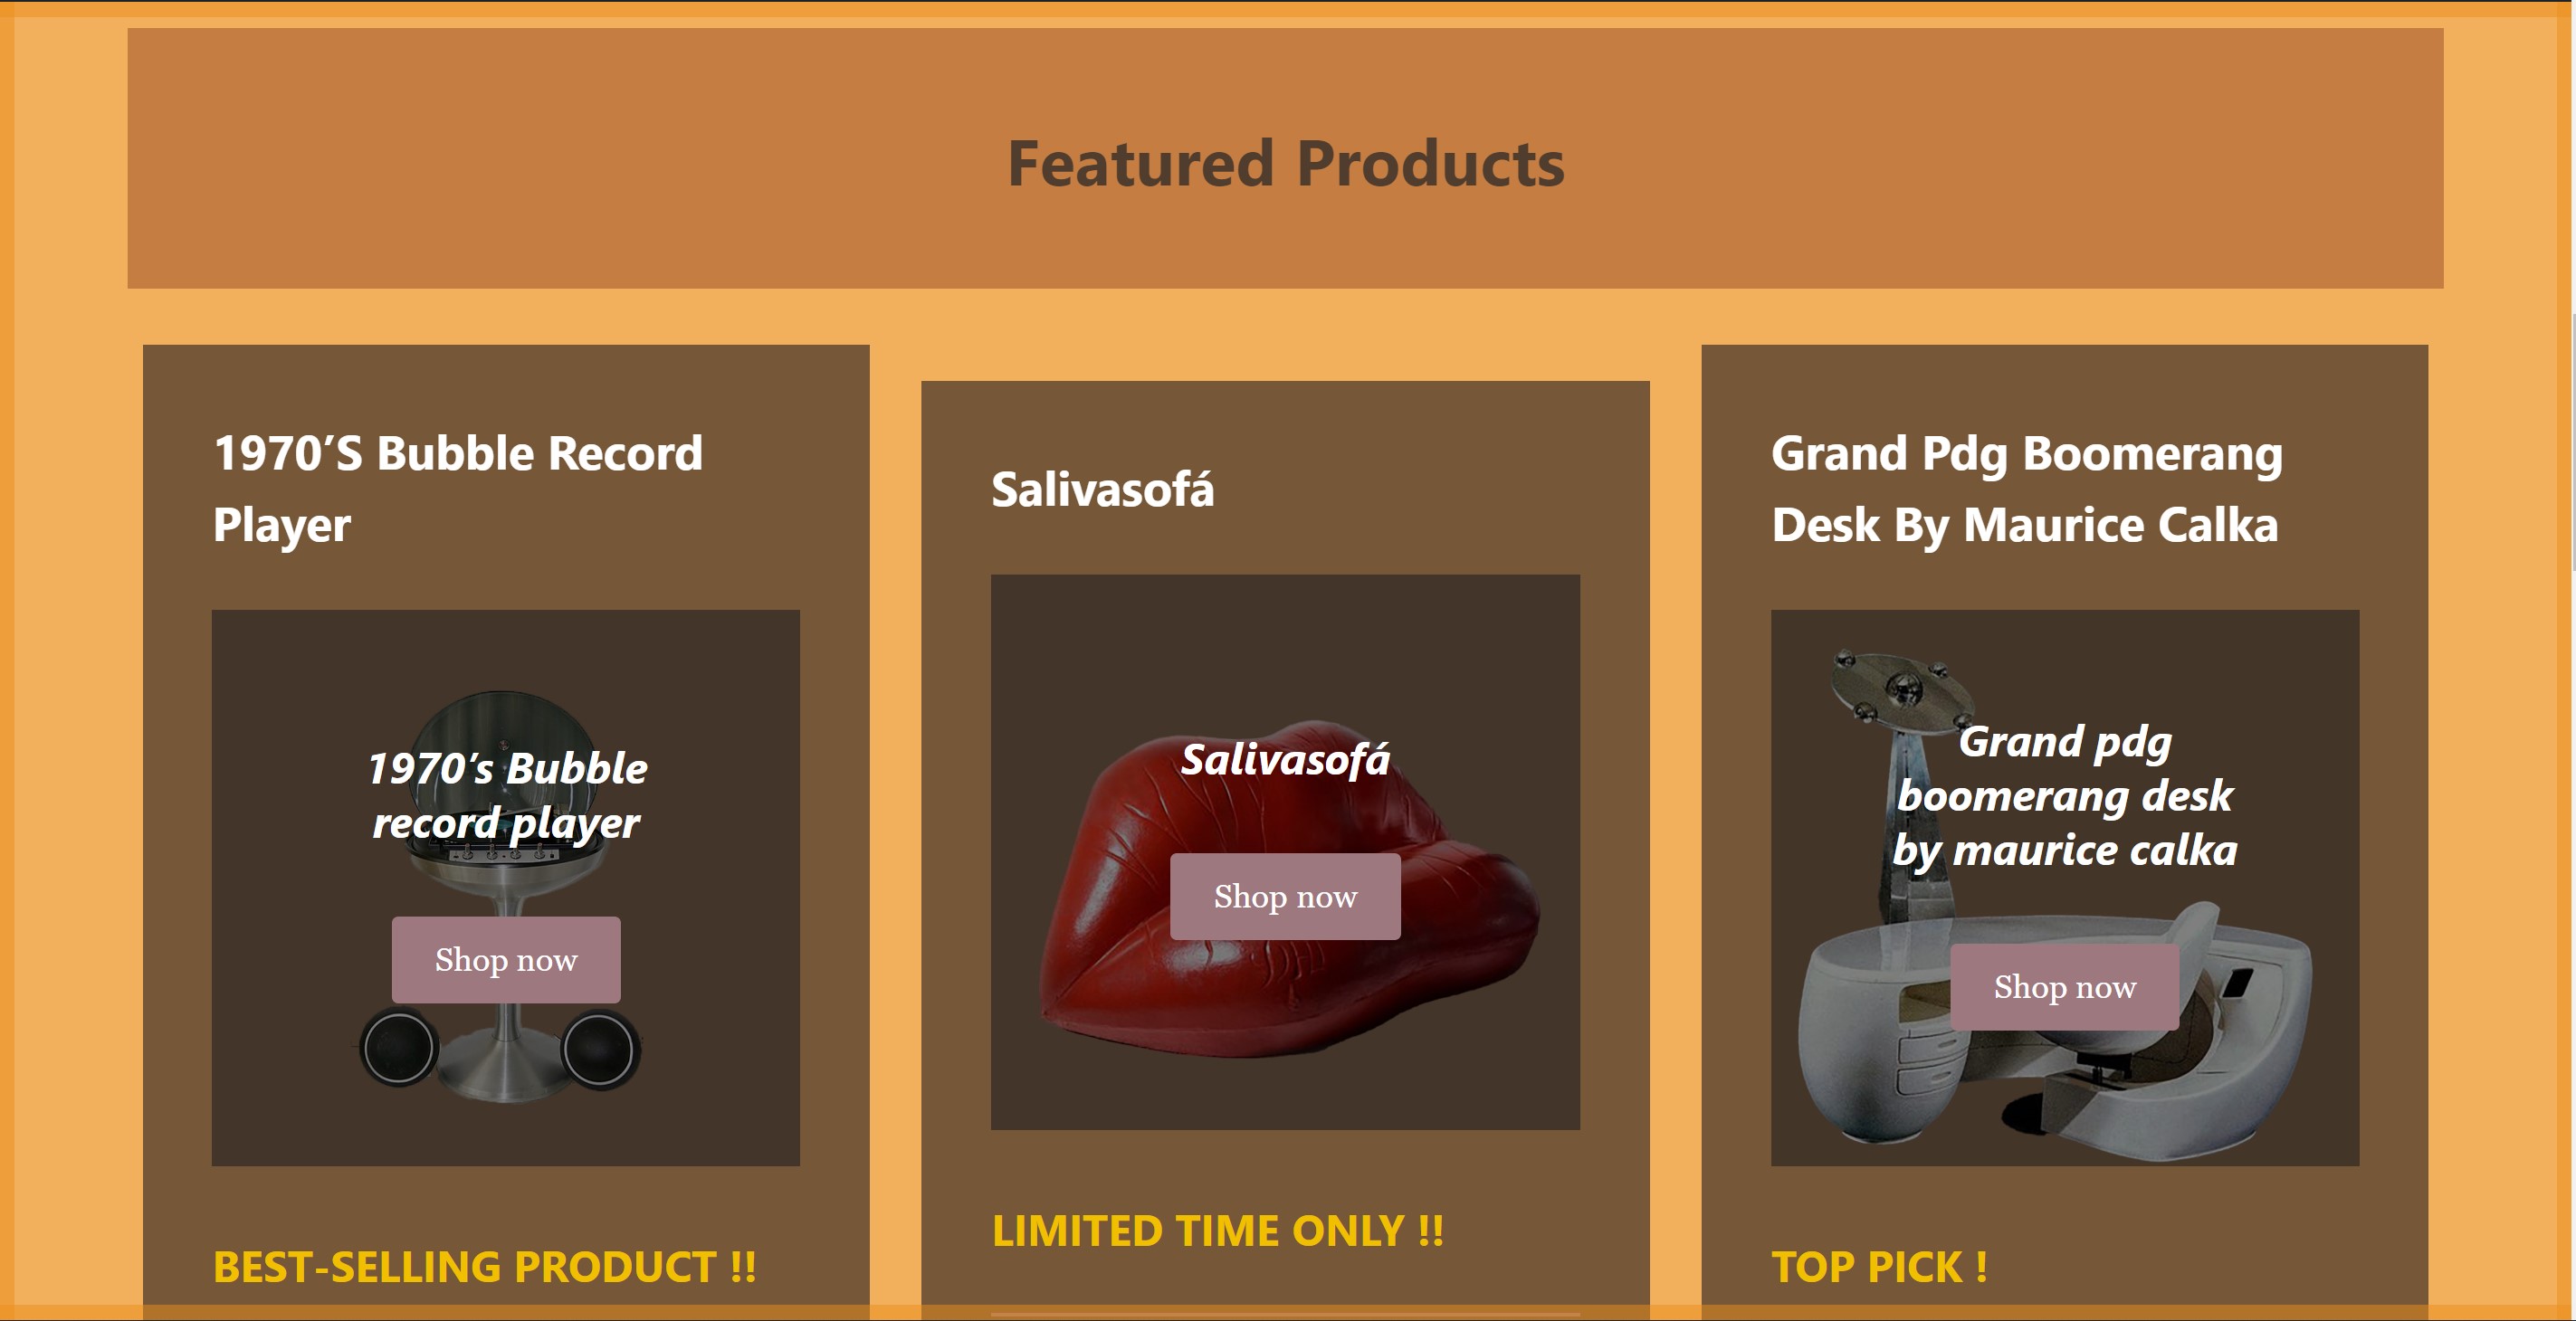 Featured Products
1970’S Bubble Record
Player
1970’s Bubble
record player
Shop now
BEST-SELLING PRODUCT !!
Salivasofá
Salivasofá
Shop now
LIMITED TIME ONLY !!
Grand Pdg Boomerang
Desk By Maurice Calka
Grand pdg
boomerang desk
by maurice calka
Shop now
TOP PICK !